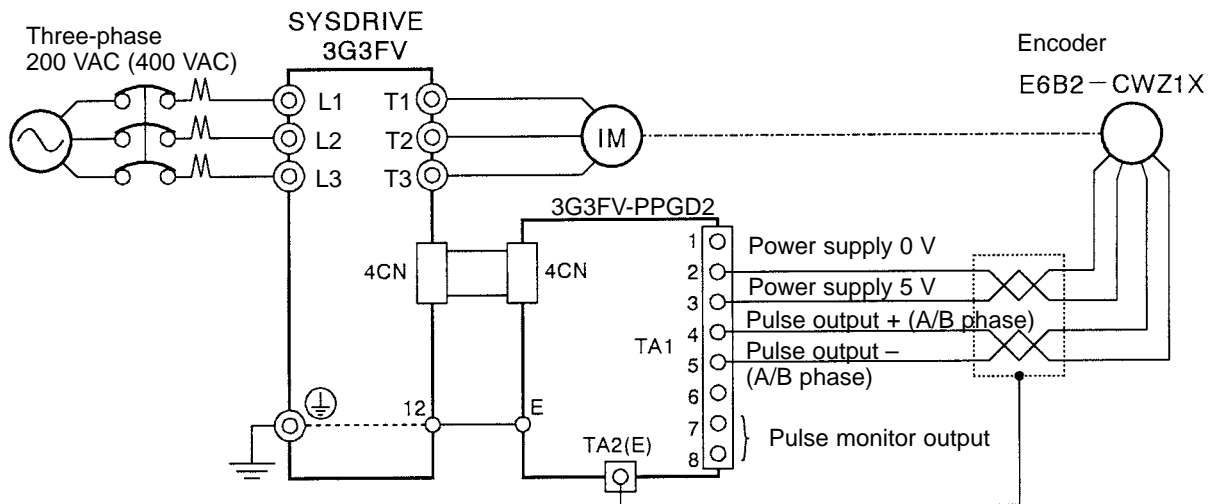 SYSDRIVE
3G3FV
Three-phase
200 VAC (400 VAC)
Encoder
E6B2-CWZ1X
L1
T1
L2
T2
IM
L3
T3
3G3FV-PPGD2
4CN
4CN
1
Power supply 0 V
2
Power supply 5 V
3
Pulse output + (A/B phase)
4
TA1
Pulse output –
(A/B phase)
5
6
12
E
7
Pulse monitor output
TA2(E)
8